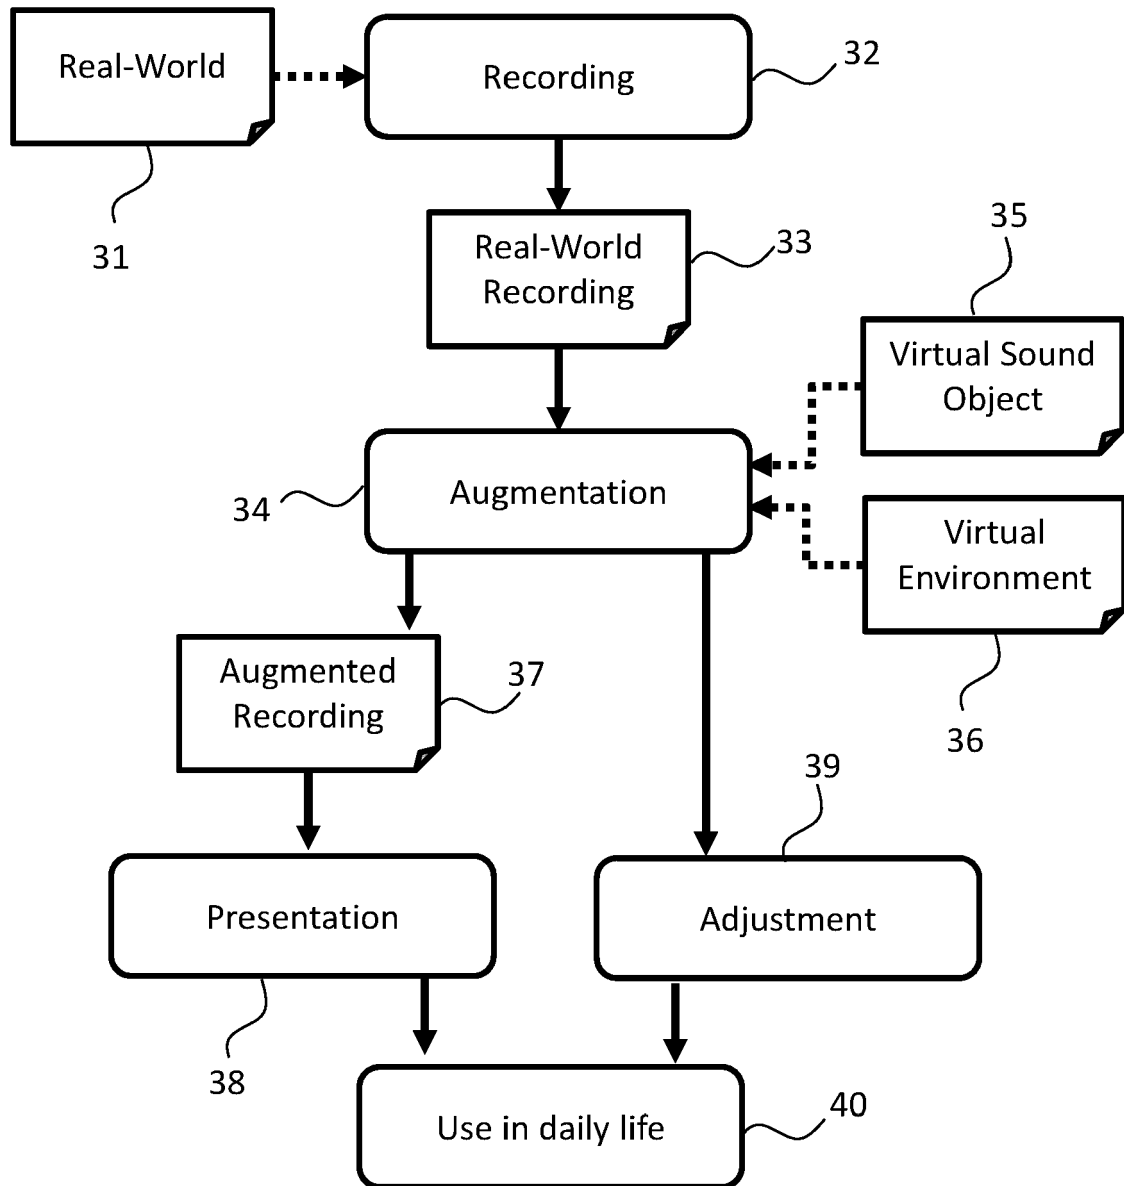 Real-World
Recording
32
31
Real-World
Recording
33
35
Virtual Sound
Object
Augmentation
34
Virtual
Environment
36
Augmented
Recording
37
39
Presentation
Adjustment
38
Use in daily life
40